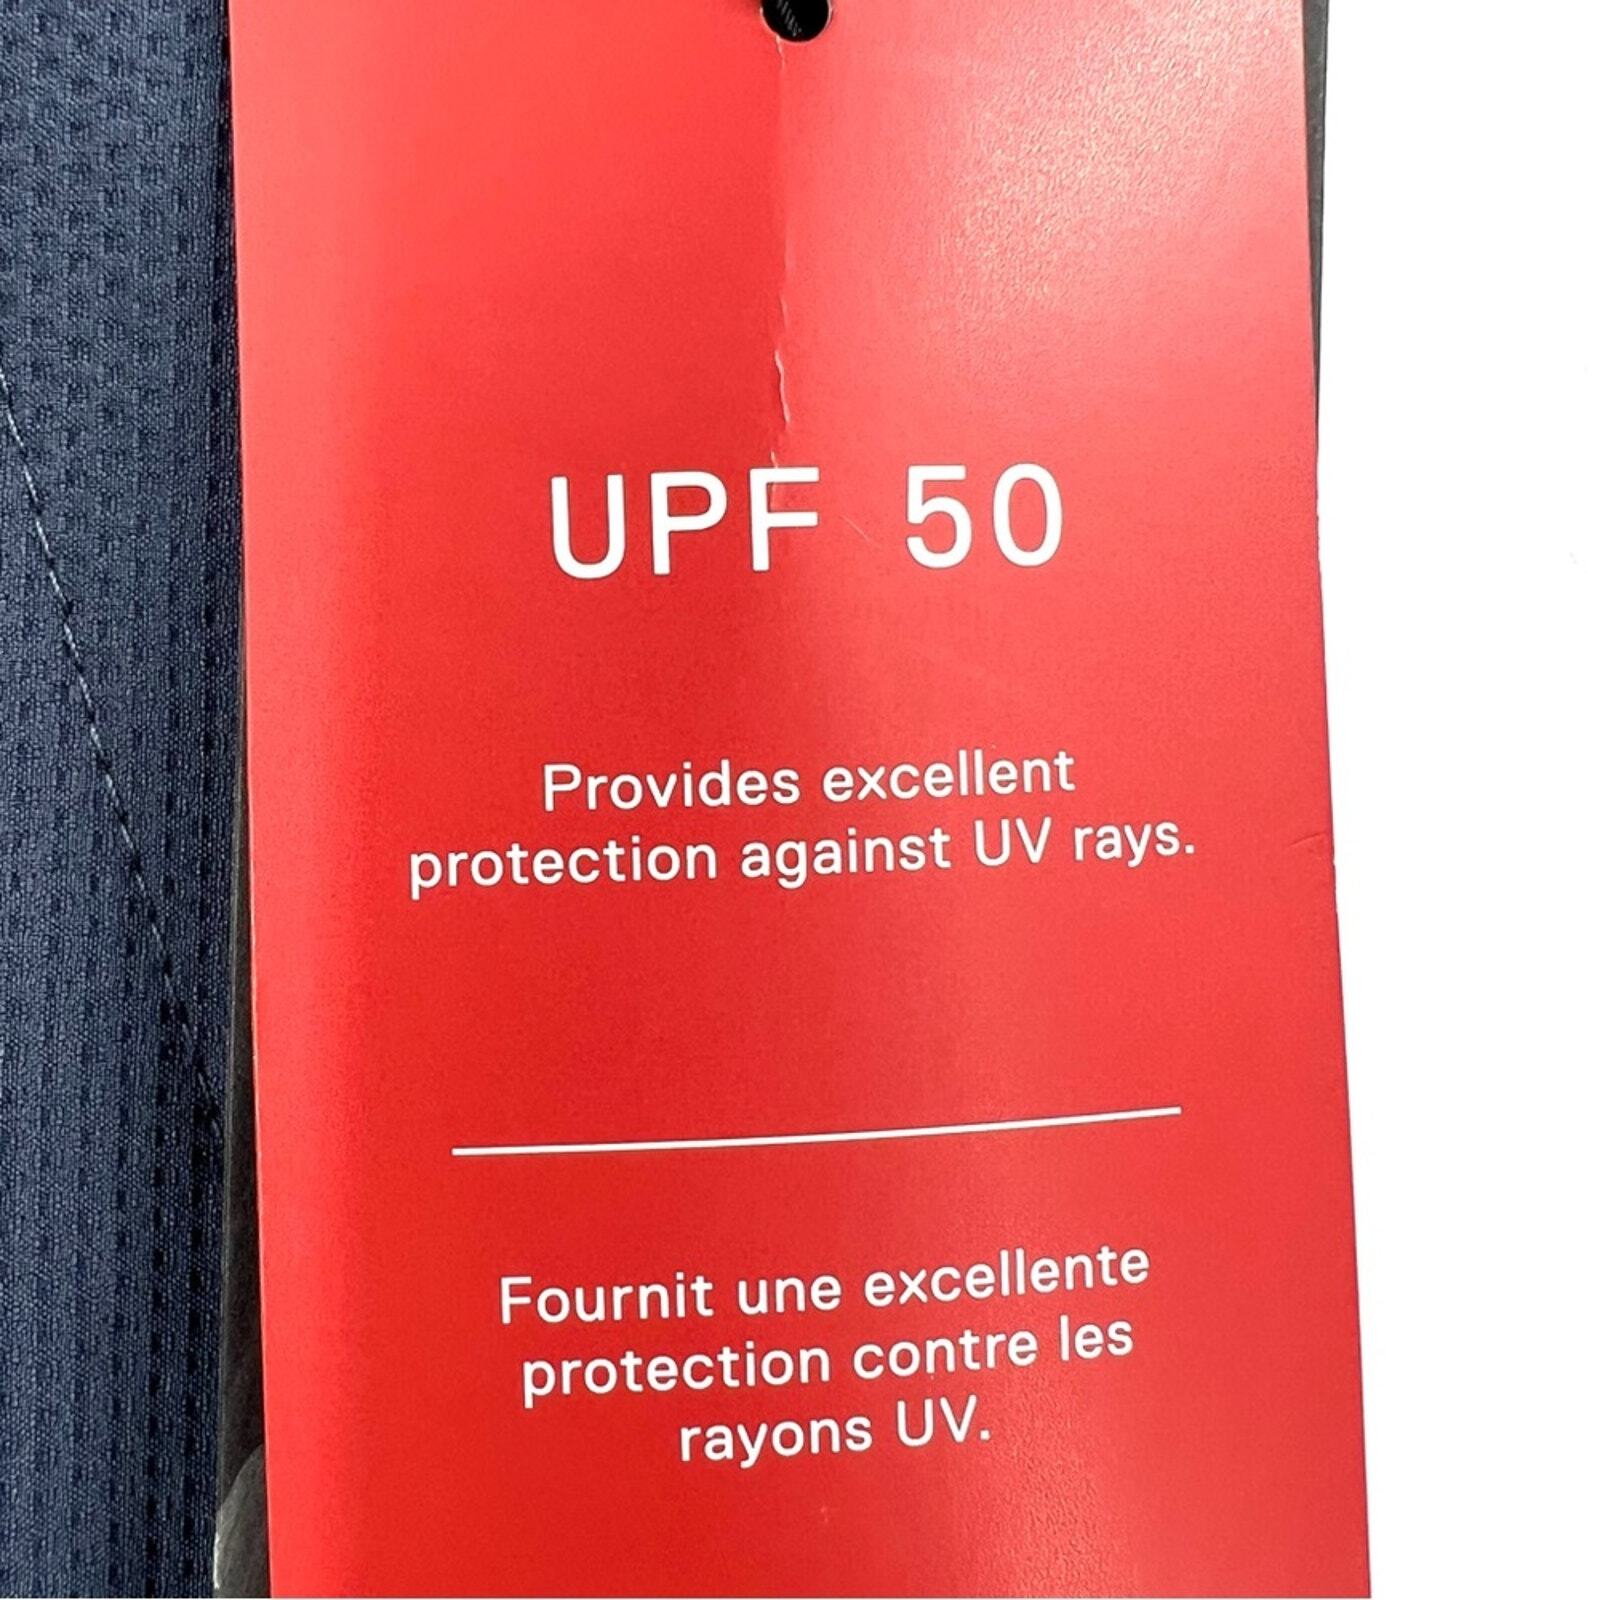 UPF 50
Provides excellent
protection against UV rays.
Fournit une excellente
protection contre les
rayons UV.